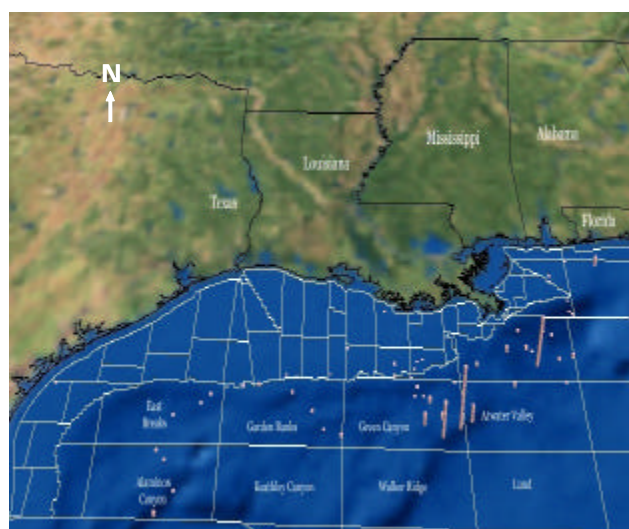 N
Mississippi
Alabama
Louisiana
Texas
Florida
East
Breaks
Garden Banks
Green Canyon
Atwater Valley
Alaminos
Canyon
Keathley Canyon
Walker Ridge
Lund